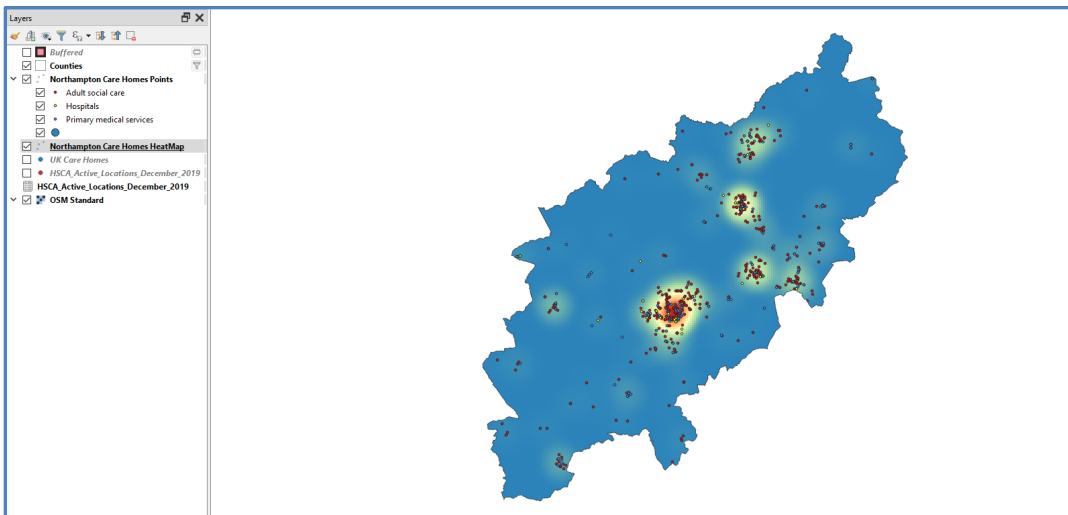 Layers
Buffered
Counties
Northampton Care Homes Points
Adult social care
Hospitals
Primary medical services
Northampton Care Homes HeatMap
UK Care Homes
HSCA_Active_Locations_December_2019
HSCA_Active_Locations_December_2019
OSM Standard